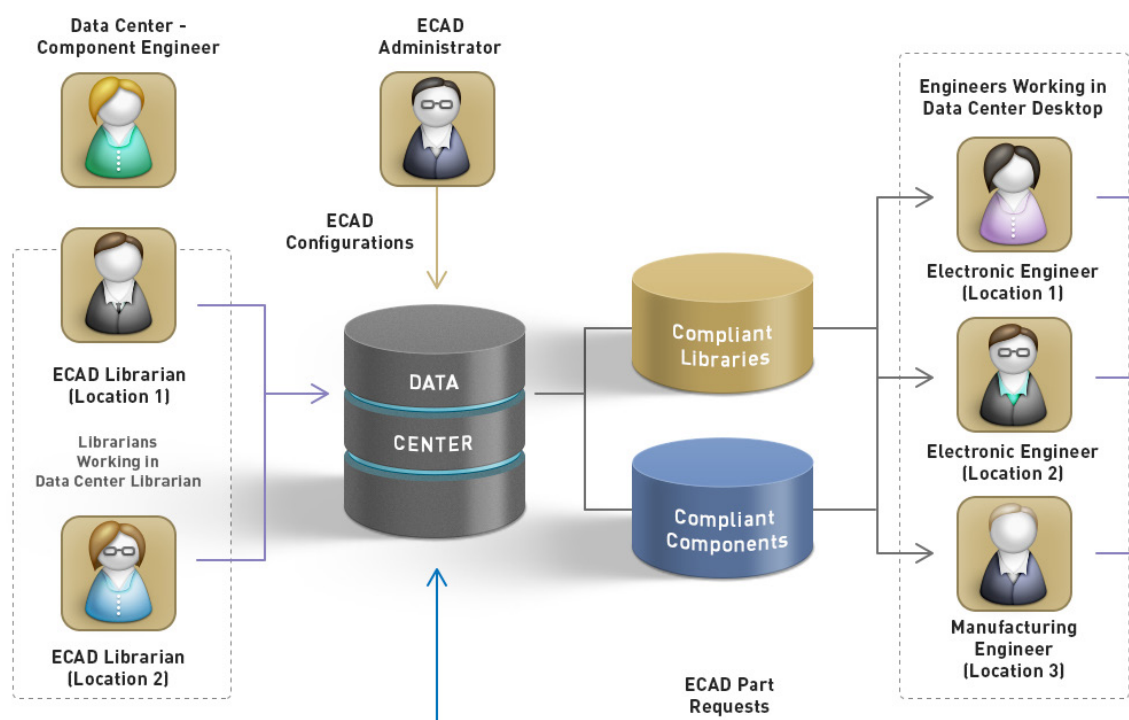 Data Center -
Component Engineer
ECAD
Administrator
ECAD
Configurations
ECAD Librarian
(Location 1)
Librarians
Working in
Data Center Librarian
ECAD Librarian
(Location 2)
DATA
CENTER
Compliant
Libraries
Compliant
Components
Engineers Working in
Data Center Desktop
Electronic Engineer
(Location 1)
Electronic Engineer
(Location 2)
Manufacturing
Engineer
(Location 3)
ECAD Part
Requests